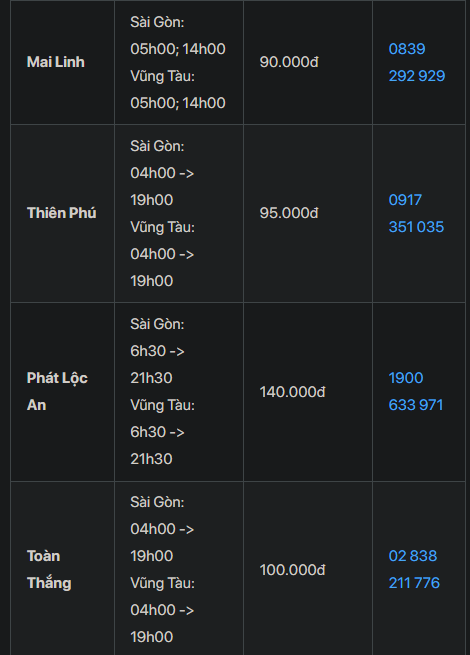 Mai Linh
Sài Gòn:
05h00; 14h00
Vũng Tàu:
05h00; 14h00
90.000đ
0839
292 929
Thiên Phú
Sài Gòn:
04h00 ->
19h00
Vũng Tàu:
04h00 ->
19h00
95.000đ
0917
351 035
Phát Lộc
An
Sài Gòn:
6h30 ->
21h30
Vũng Tàu:
6h30 ->
21h30
140.000đ
1900
633 971
Toàn
Thắng
Sài Gòn:
04h00 ->
19h00
Vũng Tàu:
04h00 ->
19h00
100.000đ
02 838
211 776